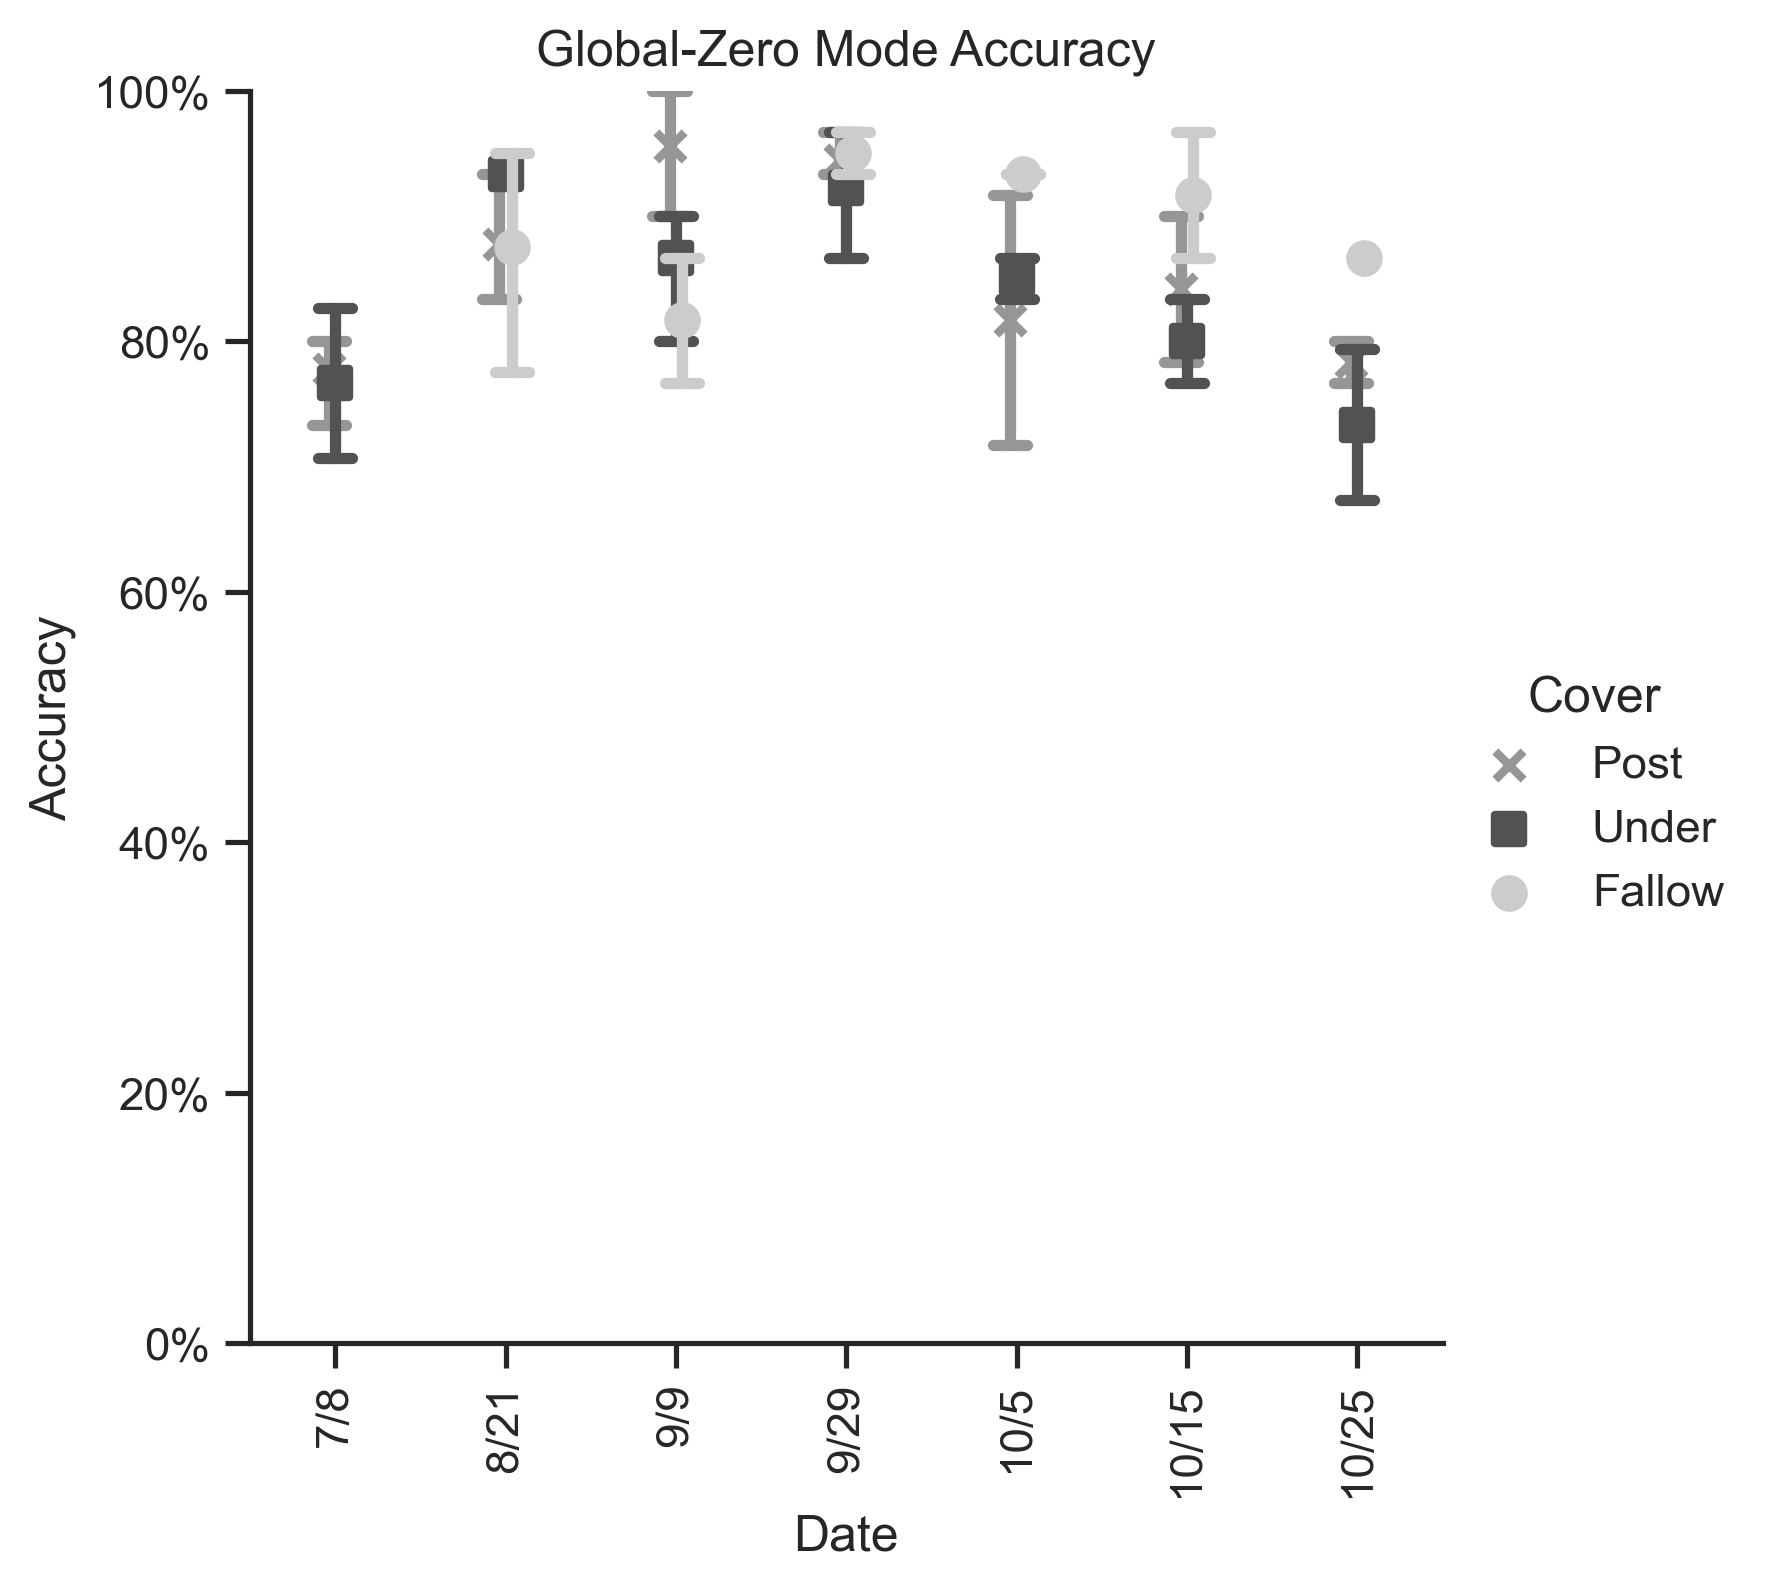 Global-Zero Mode Accuracy
100%
80%
60%
40%
20%
0%
Accuracy
7/8
8/21
9/9
9/29
10/5
10/15
10/25
Date
Cover
Post
Under
Fallow